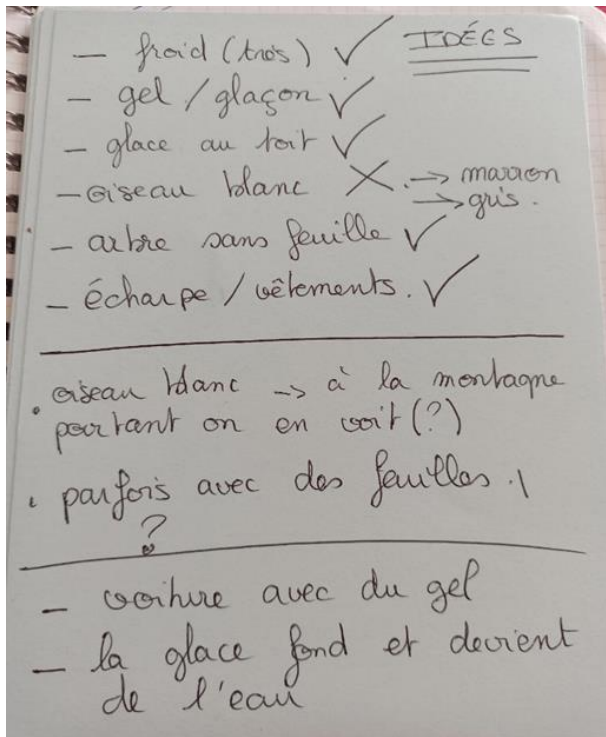 IDÉES
– froid (très) ✓
– gel / glaçon ✓
– glace au toit ✓
– oiseau blanc ✗. → marron
→ gris.
– arbre sans feuille ✓
– écharpe / vêtements. ✓
• oiseau blanc -> à la montagne
pourtant on en voit (?)
• parfois avec des feuilles.
?
– voiture avec du gel
– la glace fond et devient
de l'eau